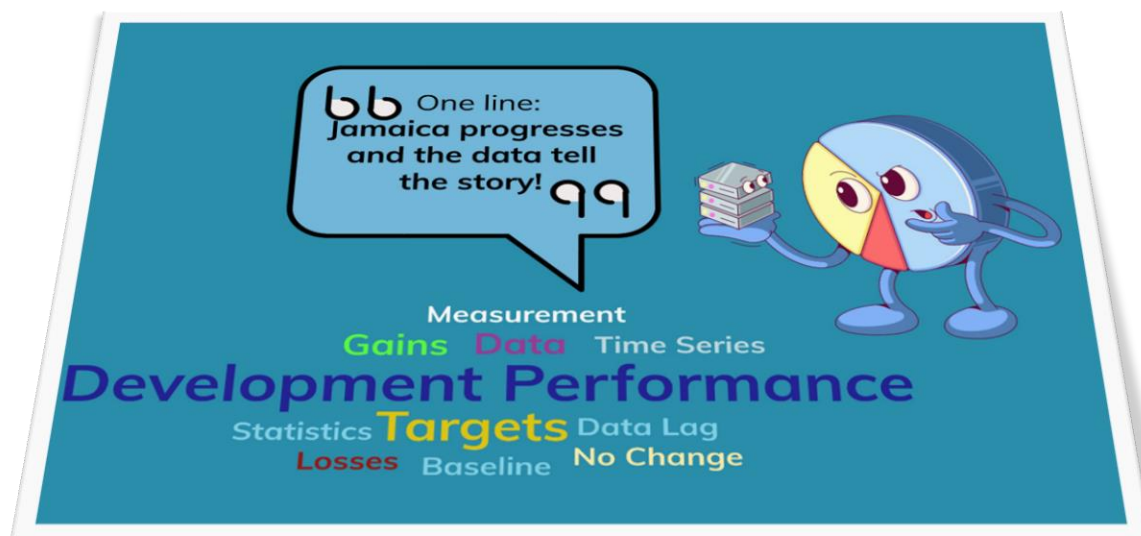 One line:
Jamaica progresses
and the data tell
the story!
Measurement
Gains Data Time Series
Development Performance
Statistics Targets Data Lag
Losses Baseline No Change